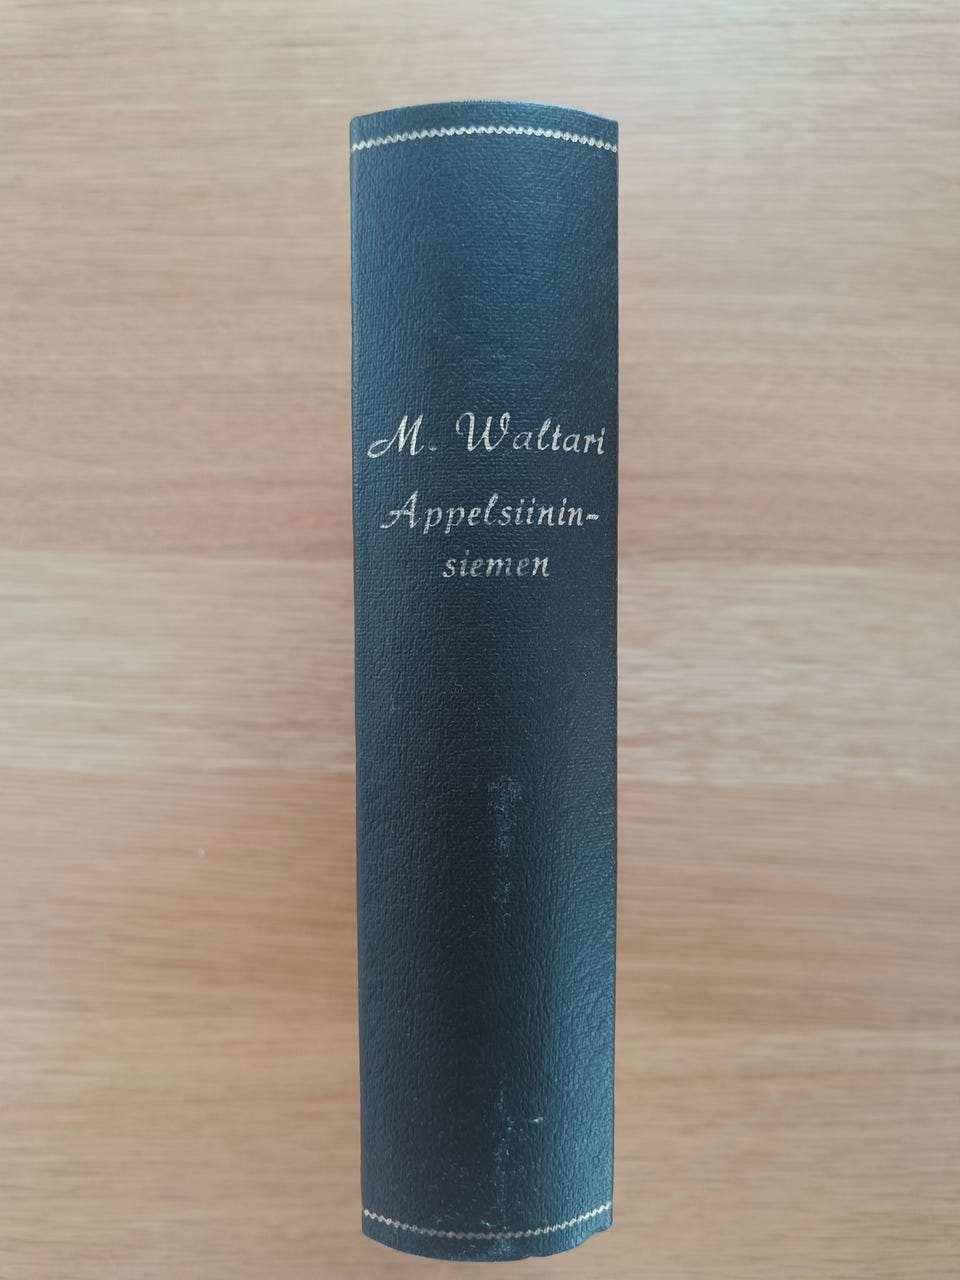 M. Waltari
Appelsiinin-
siemen